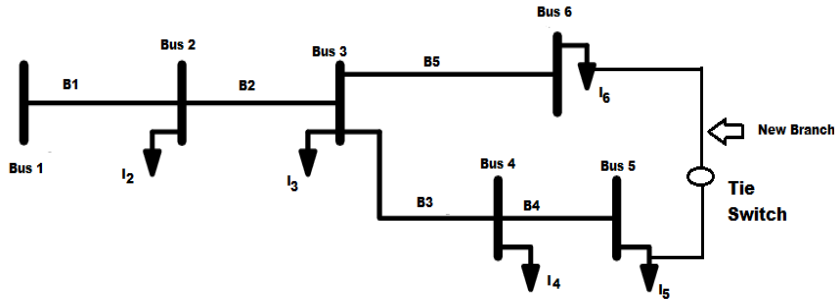 Bus 6
Bus 2
Bus 3
B5
B1
B2
I6
New Branch
Bus 1
I2
I3
Bus 4
Bus 5
B3
B4
Tie
Switch
I4
I5